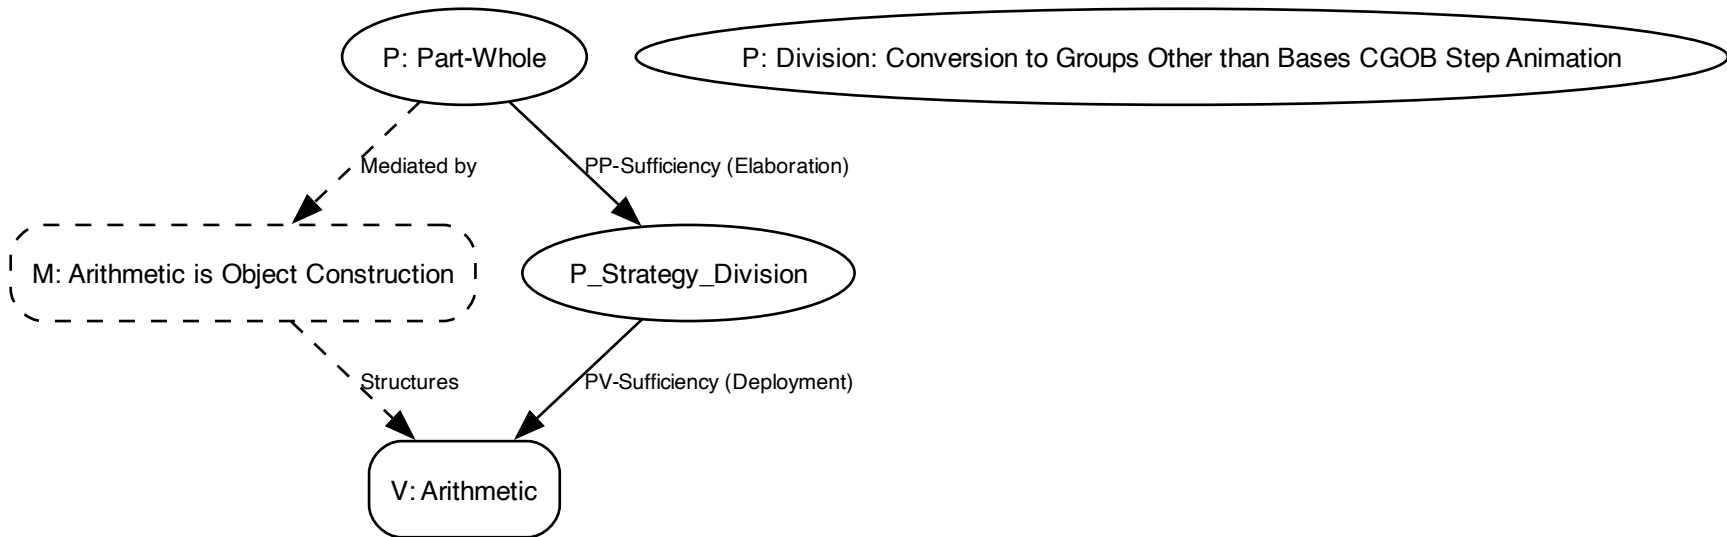 P: Part-Whole
P: Division: Conversion to Groups Other than Bases CGOB Step Animation
Mediated by
PP-Sufficiency (Elaboration)
M: Arithmetic is Object Construction
P_Strategy_Division
Structures
PV-Sufficiency (Deployment)
V: Arithmetic